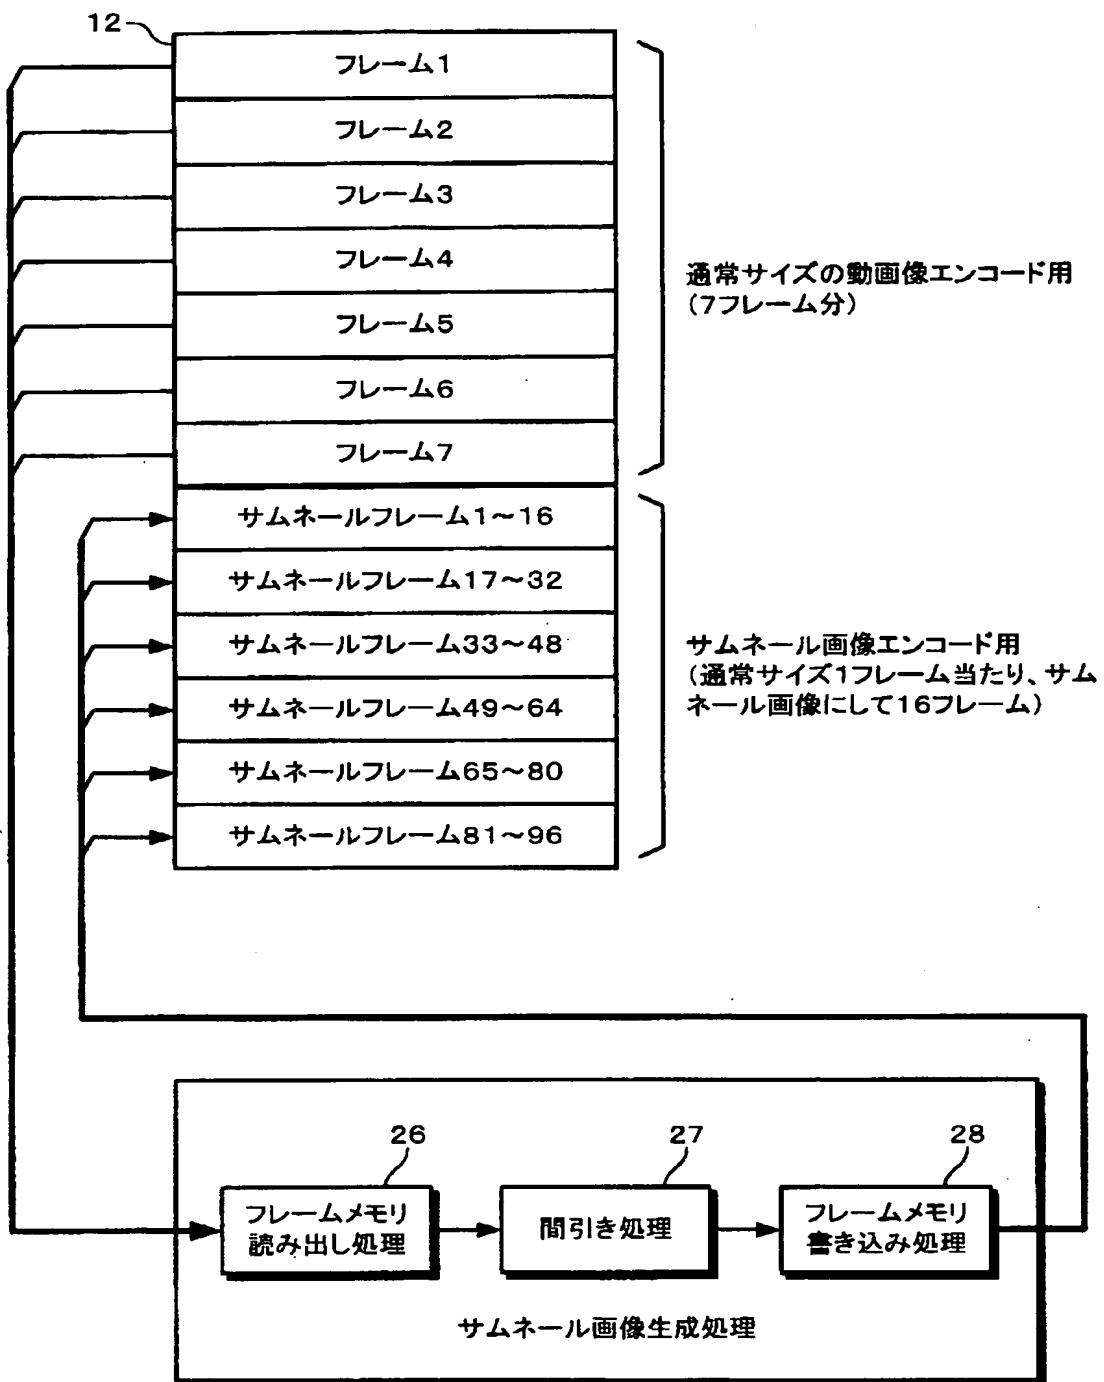 12
フレーム1
フレーム2
フレーム3
フレーム4
フレーム5
フレーム6
フレーム7
通常サイズの動画像エンコード用
(7フレーム分)
サムネールフレーム1～16
サムネールフレーム17～32
サムネールフレーム33～48
サムネールフレーム49～64
サムネールフレーム65～80
サムネールフレーム81～96
サムネール画像エンコード用
(通常サイズ1フレーム当たり、サム
ネール画像にして16フレーム)
26
27
28
フレームメモリ
読み出し処理
間引き処理
フレームメモリ
書き込み処理
サムネール画像生成処理